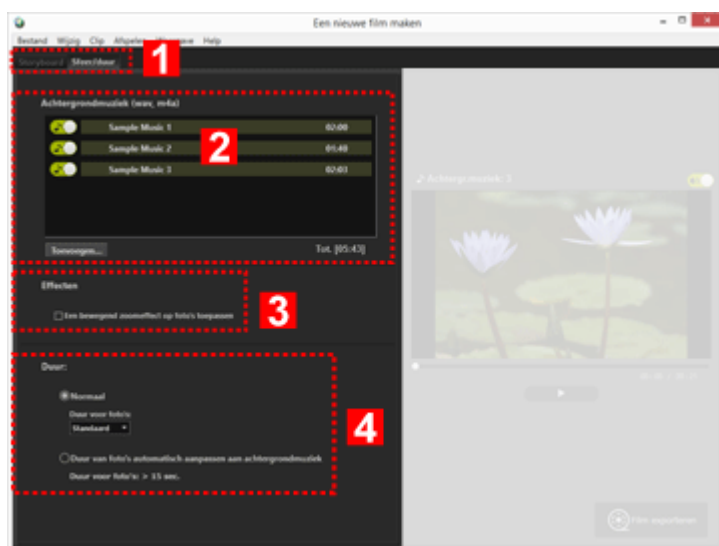 Een nieuwe film maken
Bestand Wijzig Clip Afspelen Weergave Help
Storyboard Sfeer/duur
1
Achtergrondmuziek (wav, m4a)
Sample Music 1 02:00
2
Sample Music 2 01:40
Sample Music 3 02:03
Achtergrondmuziek: 3
Toevoegen... Tot. [05:43]
Effecten
3
Een bewegend zoomeffect op foto's toepassen
Duur:
Normaal
Duur voor foto's
Standaard
4
Duur van foto's automatisch aanpassen aan achtergrondmuziek
Duur voor foto's: > 15 sec.
Film exporteren